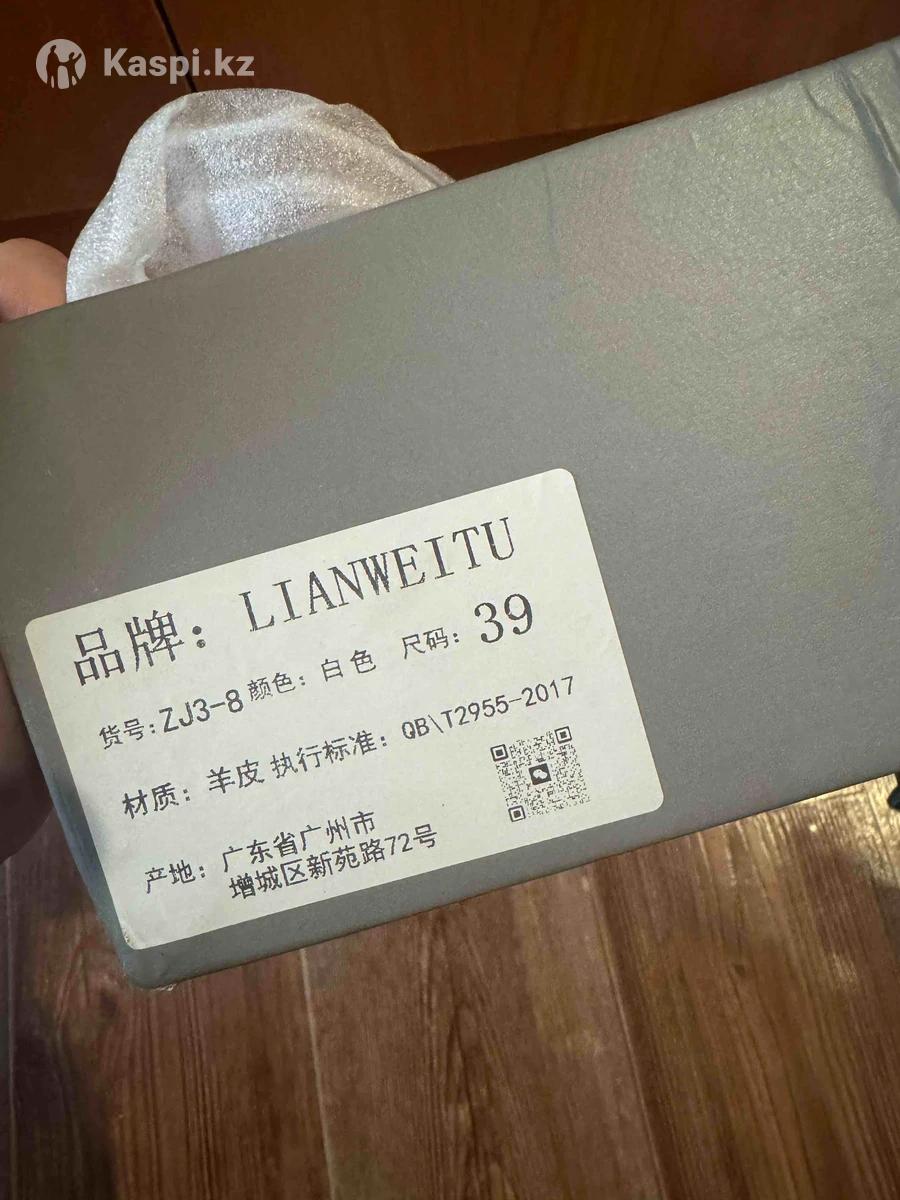 Kaspi.kz
品牌：LIANWEITU
货号：ZJ3-8 颜色：白色 尺码：39
材质：羊皮 执行标准：QB\T2955-2017
产地：广东省广州市
增城区新苑路72号